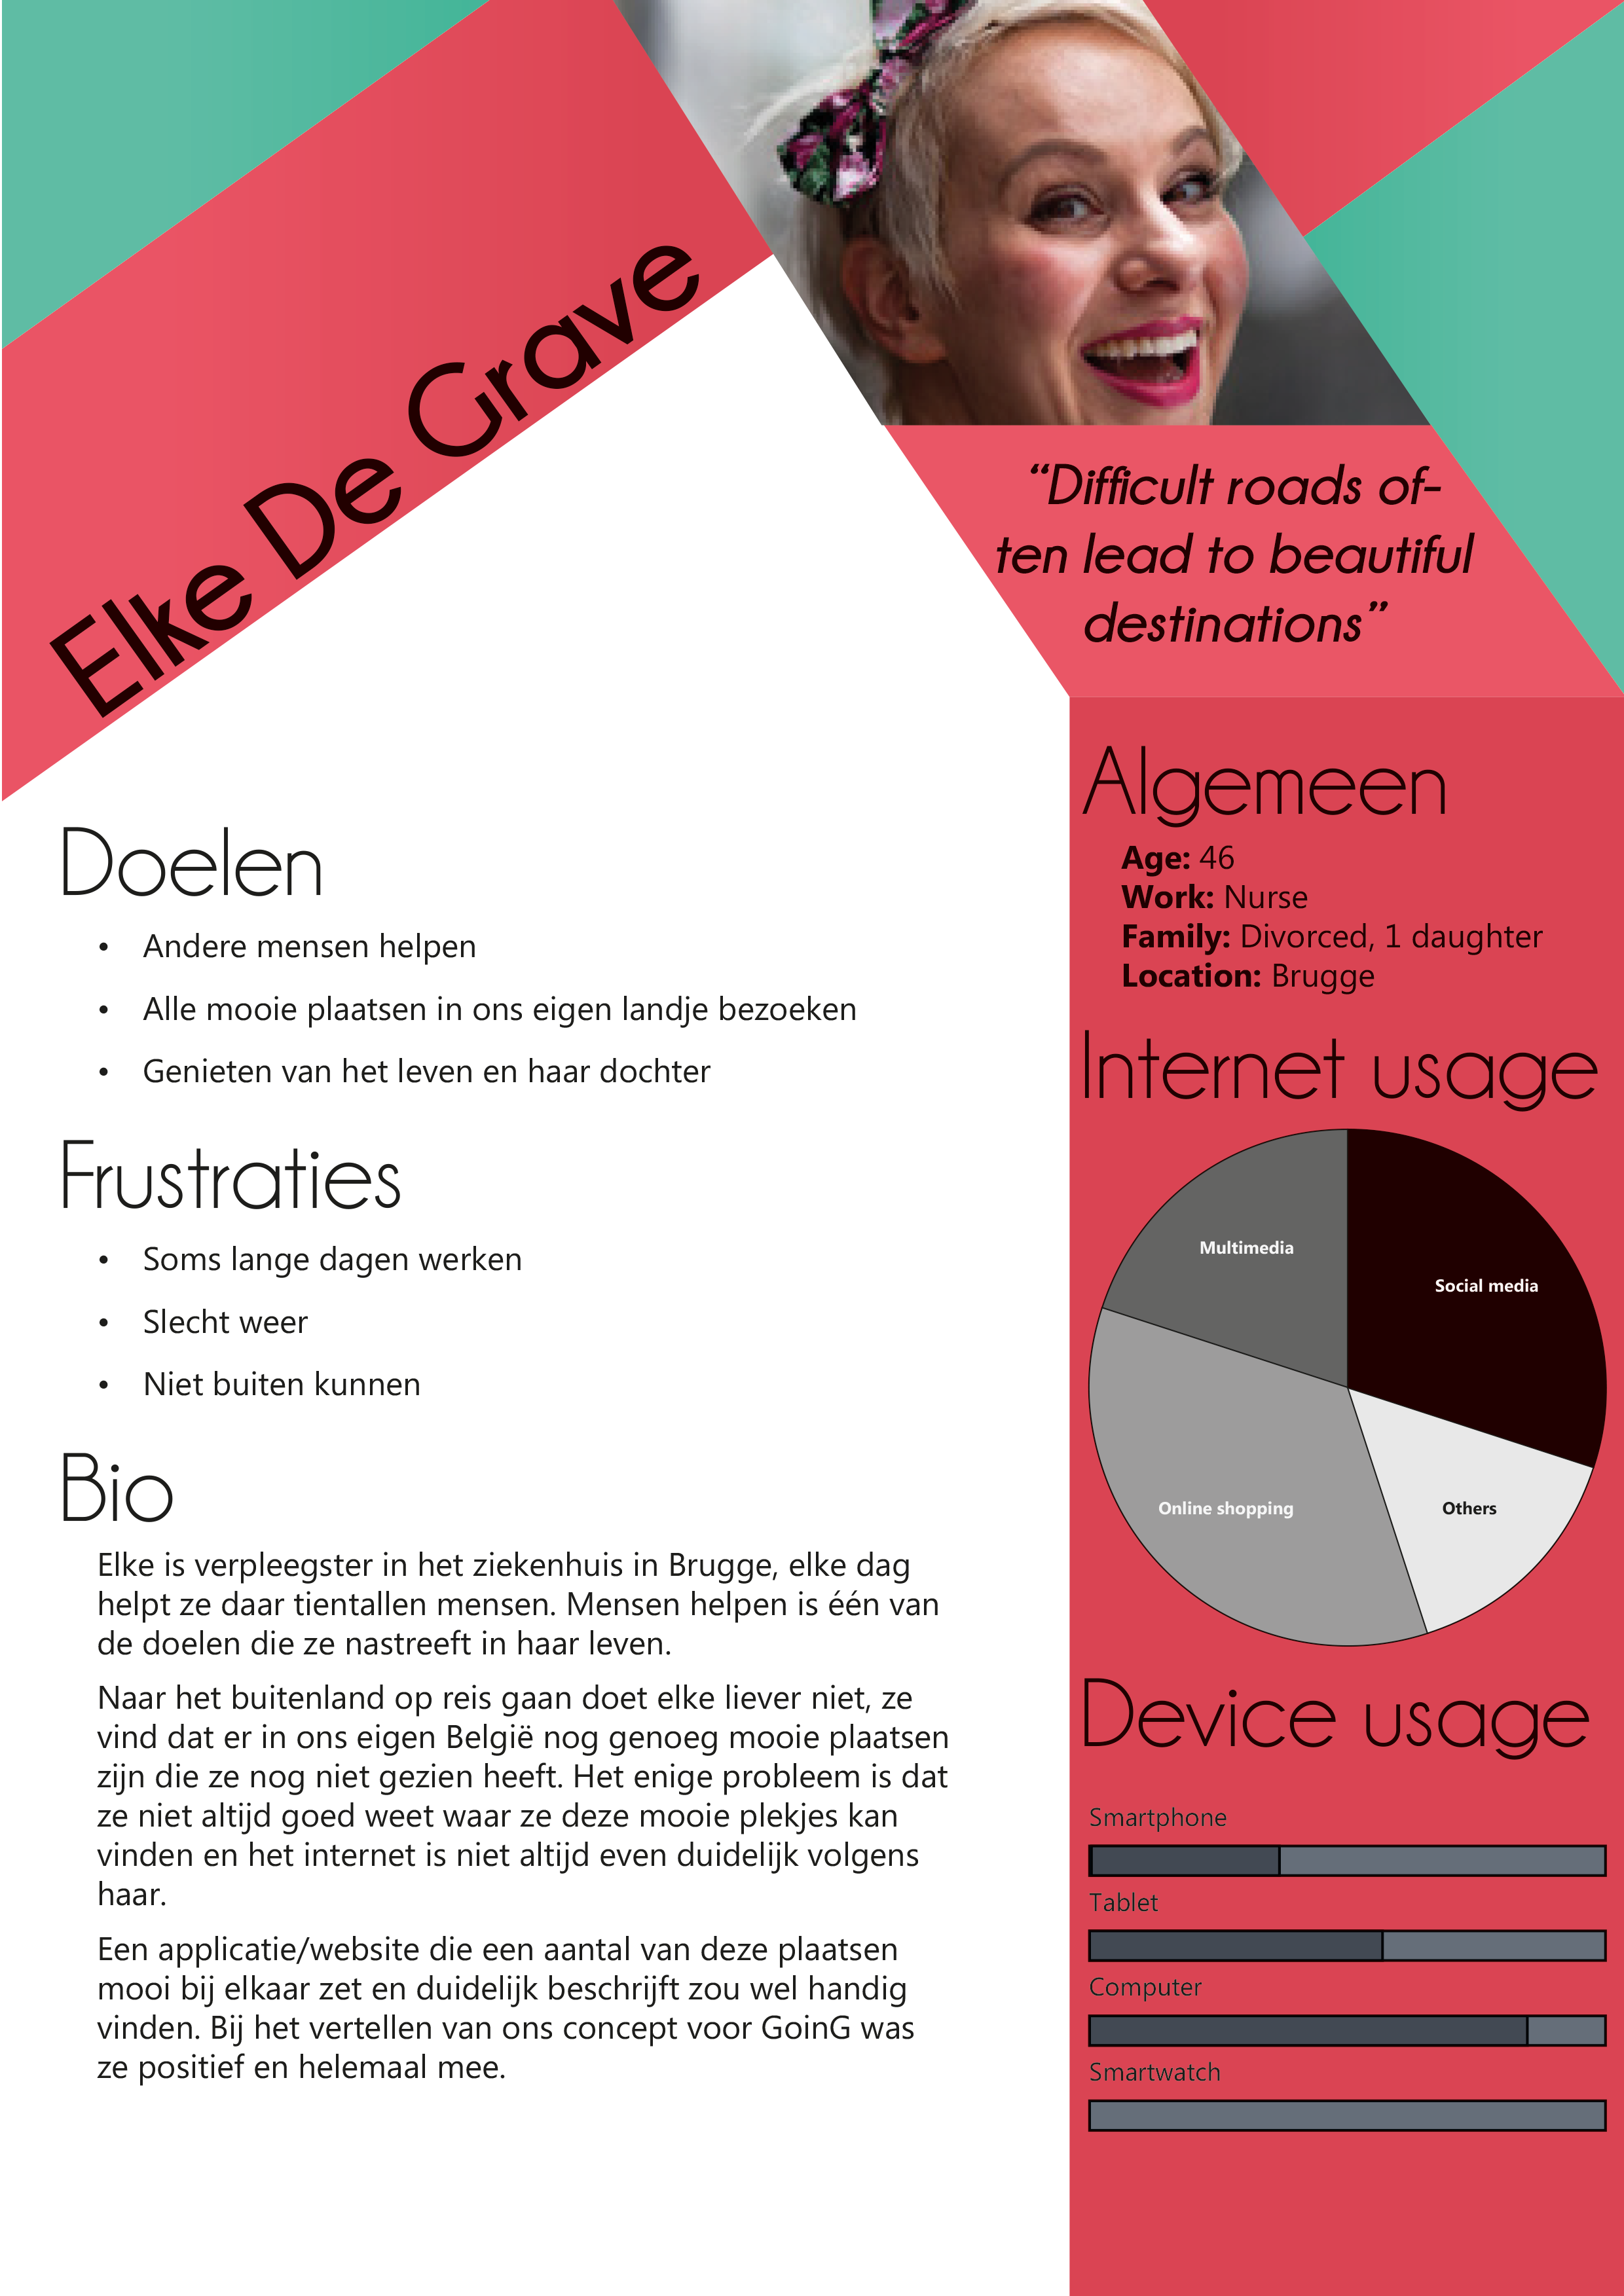 Elke De Grave
“Difficult roads of-
ten lead to beautiful
destinations”
Doelen
• Andere mensen helpen
• Alle mooie plaatsen in ons eigen landje bezoeken
• Genieten van het leven en haar dochter
Frustraties
• Soms lange dagen werken
• Slecht weer
• Niet buiten kunnen
Bio
Elke is verpleegster in het ziekenhuis in Brugge, elke dag
helpt ze daar tientallen mensen. Mensen helpen is één van
de doelen die ze nastreeft in haar leven.
Naar het buitenland op reis gaan doet elke liever niet, ze
vind dat er in ons eigen België nog genoeg mooie plaatsen
zijn die ze nog niet gezien heeft. Het enige probleem is dat
ze niet altijd goed weet waar ze deze mooie plekjes kan
vinden en het internet is niet altijd even duidelijk volgens
haar.
Een applicatie/website die een aantal van deze plaatsen
mooi bij elkaar zet en duidelijk beschrijft zou wel handig
vinden. Bij het vertellen van ons concept voor GoinG was
ze positief en helemaal mee.
Algemeen
Age: 46
Work: Nurse
Family: Divorced, 1 daughter
Location: Brugge
Internet usage
Multimedia
Social media
Online shopping
Others
Device usage
Smartphone
Tablet
Computer
Smartwatch